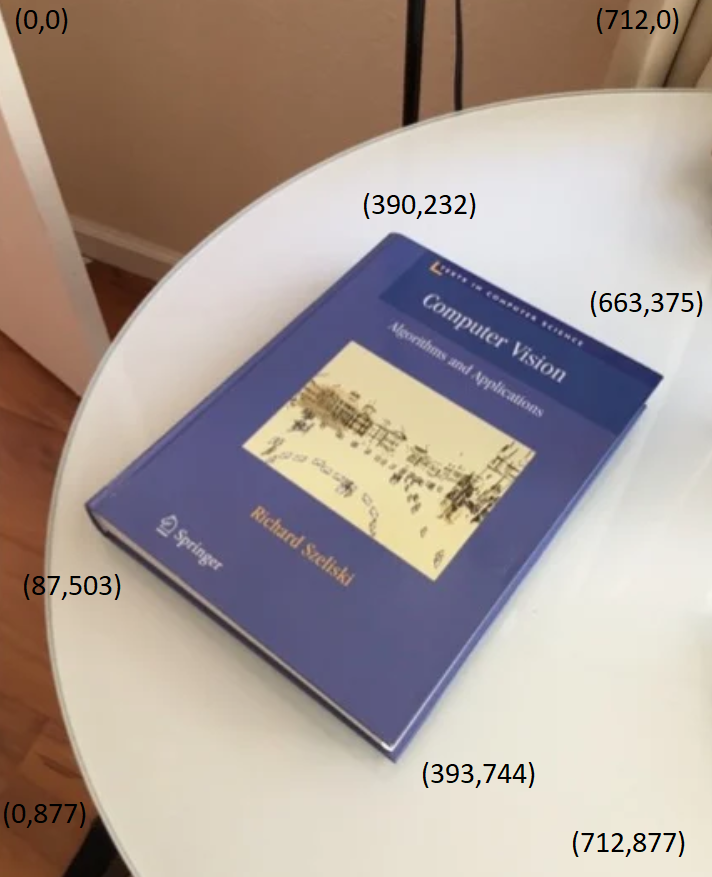 (0,0)
(712,0)
(390,232)
TEXTS IN COMPUTER SCIENCE
(663,375)
Computer Vision
Algorithms and Applications
Richard Szeliski
Springer
(87,503)
(393,744)
(0,877)
(712,877)